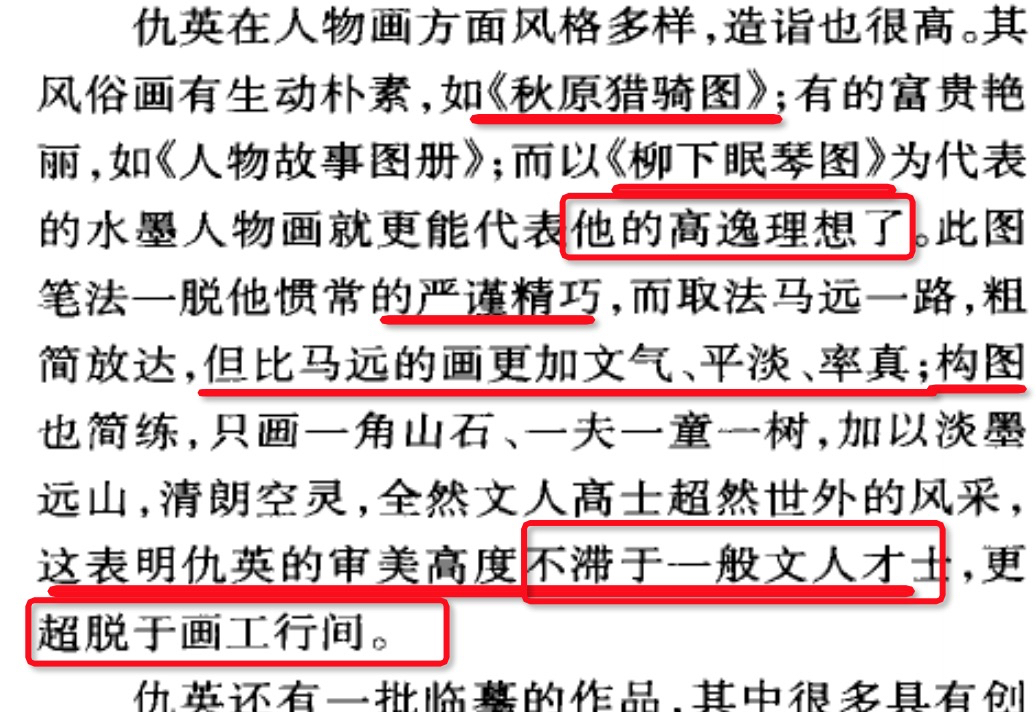 仇英在人物画方面风格多样,造诣也很高。其
风俗画有生动朴素,如《秋原猎骑图》;有的富贵艳
丽,如《人物故事图册》;而以《柳下眠琴图》为代表
的水墨人物画就更能代表他的高逸理想了。此图
笔法一脱他惯常的严谨精巧,而取法马远一路,粗
简放达,但比马远的画更加文气、平淡、率真;构图
也简练,只画一角山石、一夫一童一树,加以淡墨
远山,清朗空灵,全然文人高士超然世外的风采,
这表明仇英的审美高度不滞于一般文人才士,更
超脱于画工行间。
仇英还有一批临摹的作品,其中很多具有创